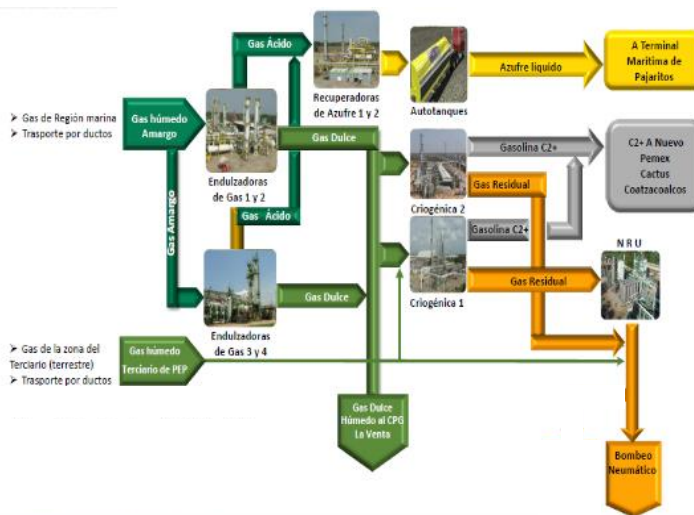 Gas Ácido
Recuperadoras
de Azufre 1 y 2
Autotanques
Azufre liquido
A Terminal
Marítima de
Pajaritos
➢ Gas de Región marina
➢ Trasporte por ductos
Gas húmedo
Amargo
Endulzadoras
de Gas 1 y 2
Gas Dulce
Gasolina C2+
C2+ A Nuevo
Pemex
Cactus
Coatzacoalcos
Gas Residual
Criogénica 2
Gas Amargo
Gas Ácido
Gasolina C2+
N R U
Gas Dulce
Gas Residual
Criogénica 1
Endulzadoras
de Gas 3 y 4
➢ Gas de la zona del
Terciario (terrestre)
➢ Trasporte por ductos
Gas húmedo
Terciario de PEP
Gas Dulce
Húmedo al CPG
La Venta
Bombeo
Neumático